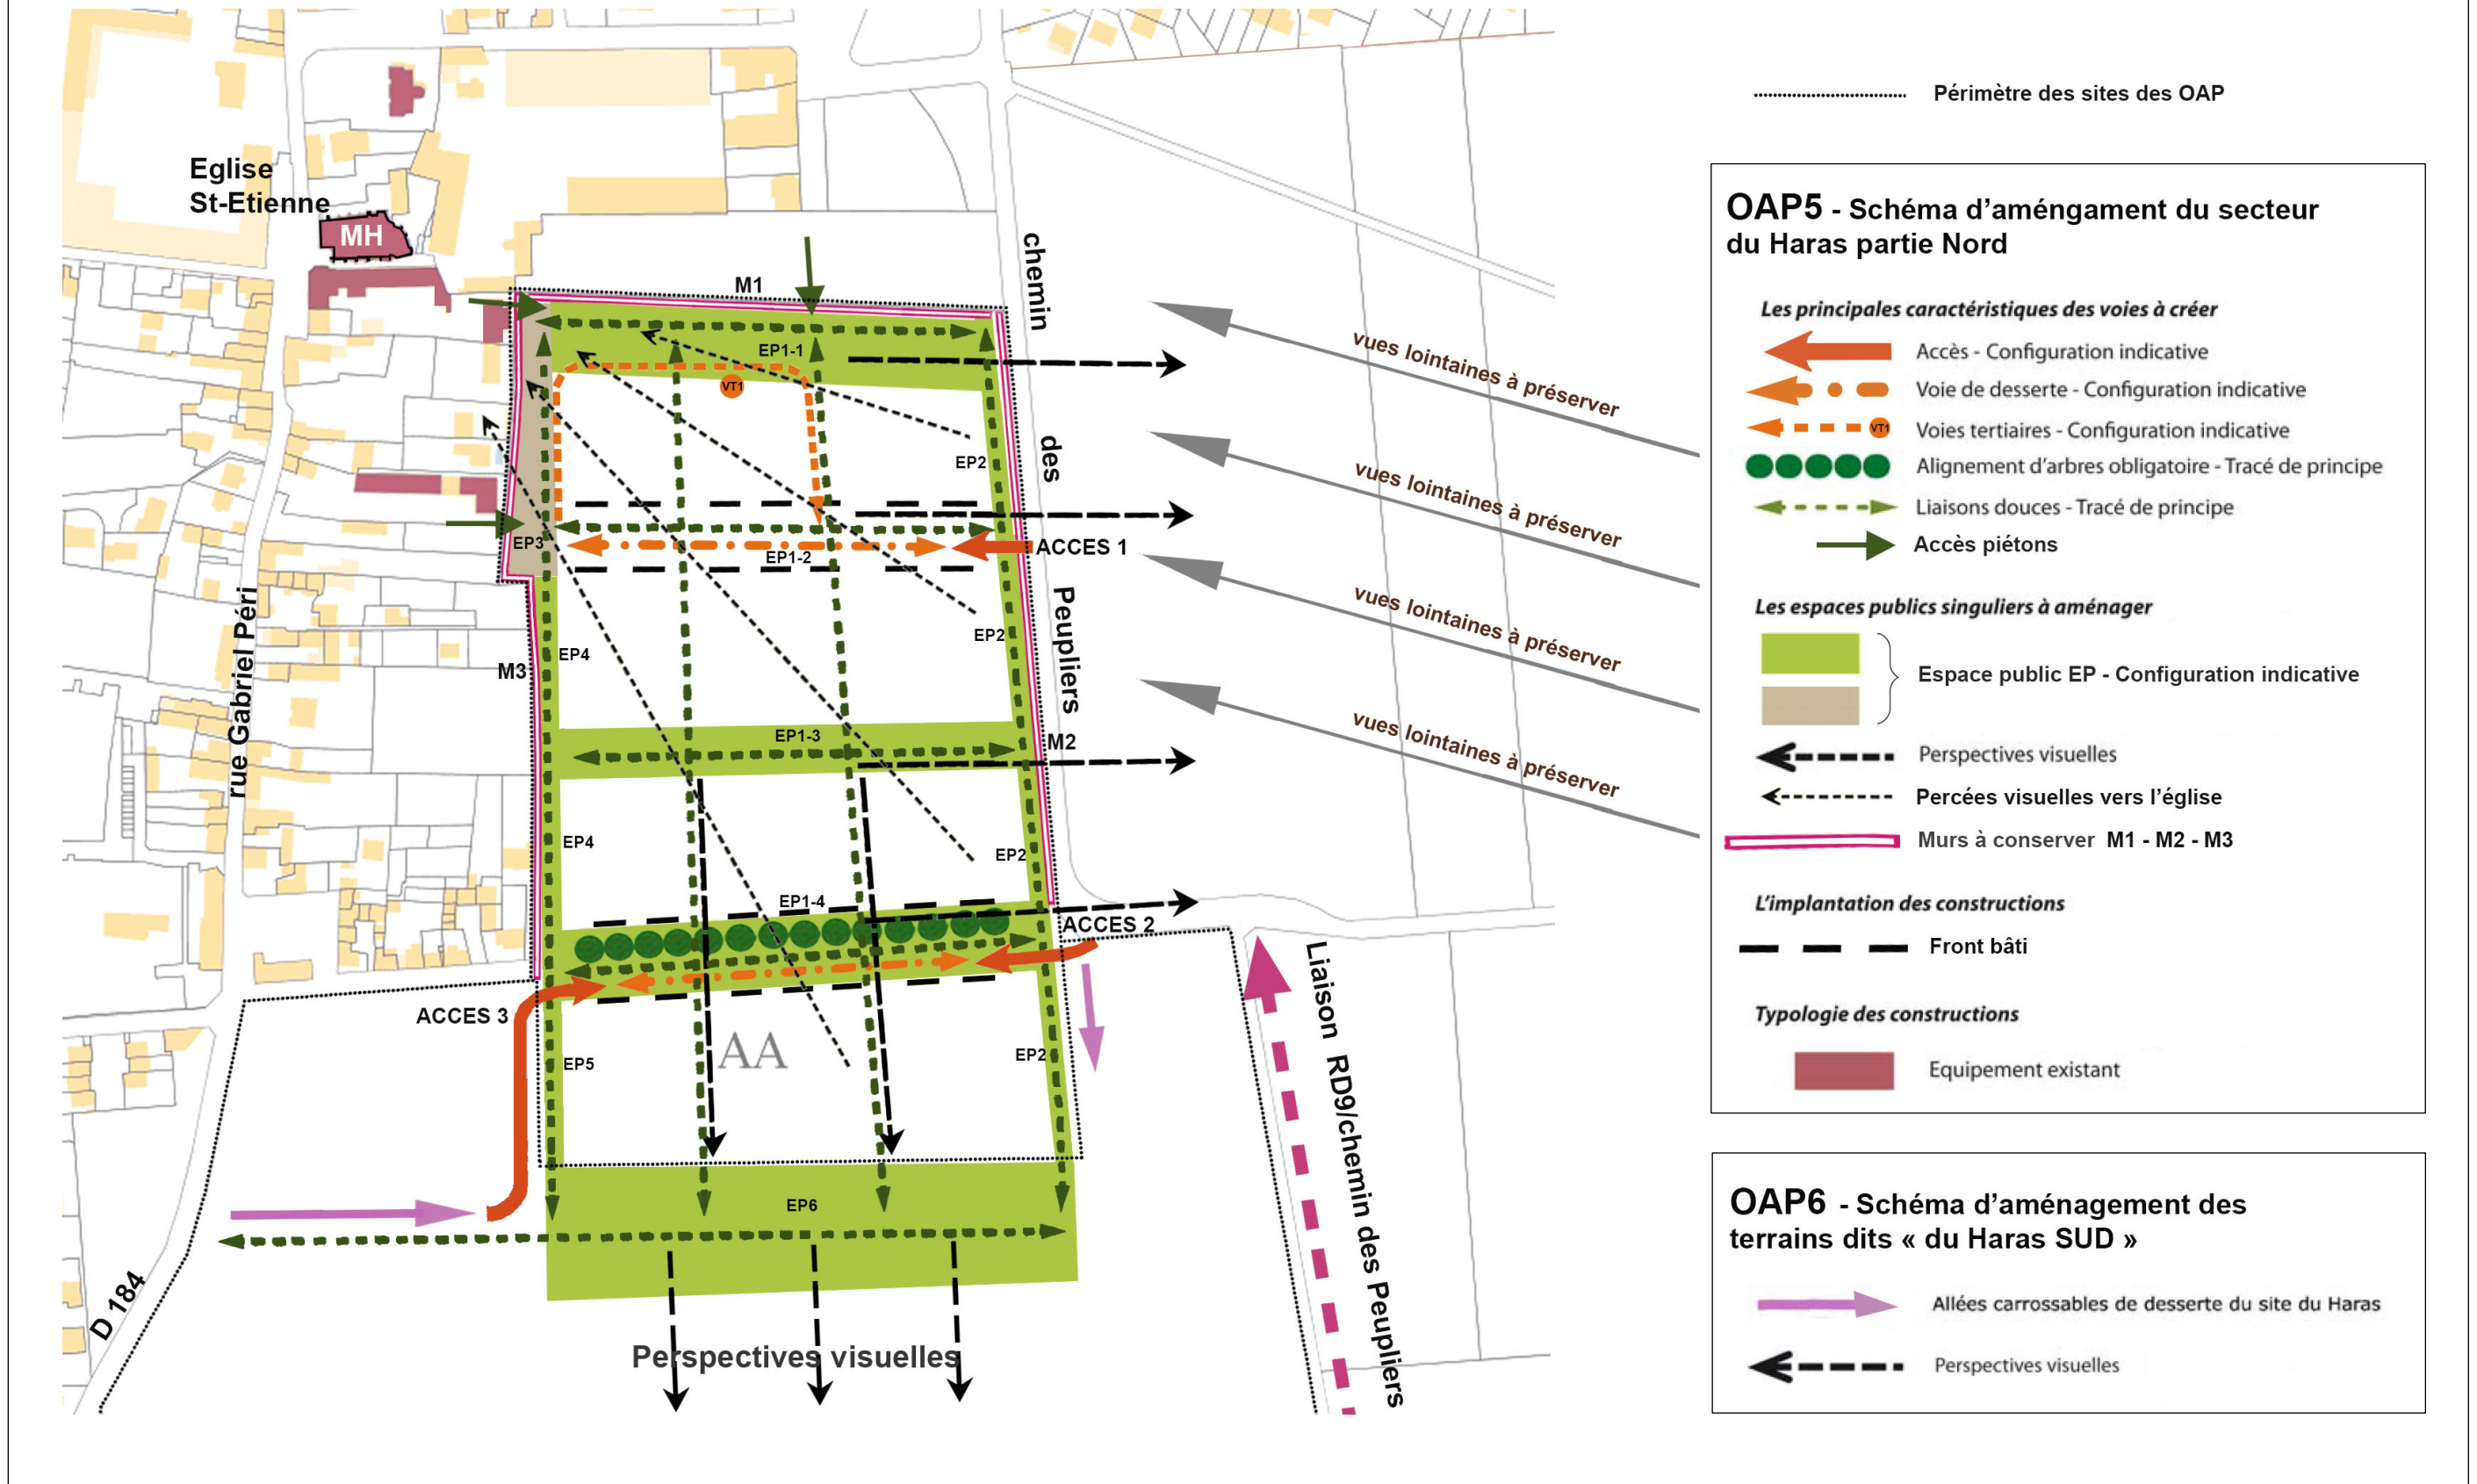 Périmètre des sites des OAP
OAP5 - Schéma d'améngament du secteur
du Haras partie Nord
Les principales caractéristiques des voies à créer
Accès - Configuration indicative
Voie de desserte - Configuration indicative
VT1
Voies tertiaires - Configuration indicative
Alignement d'arbres obligatoire - Tracé de principe
Liaisons douces - Tracé de principe
Accès piétons
Les espaces publics singuliers à aménager
Espace public EP - Configuration indicative
Perspectives visuelles
Percées visuelles vers l'église
Murs à conserver M1 - M2 - M3
L'implantation des constructions
Front bâti
Typologie des constructions
Equipement existant
OAP6 - Schéma d'aménagement des
terrains dits « du Haras SUD »
Allées carrossables de desserte du site du Haras
Perspectives visuelles
Eglise
St-Etienne
MH
M1
chemin
des
Peupliers
vues lointaines à préserver
vues lointaines à préserver
vues lointaines à préserver
vues lointaines à préserver
EP1-1
VT1
EP2
EP3
EP1-2
ACCES 1
EP2
EP4
M3
rue Gabriel Péri
EP1-3
M2
EP4
EP2
EP1-4
ACCES 2
ACCES 3
AA
EP5
EP2
Liaison RD9/chemin des Peupliers
EP6
D 184
Perspectives visuelles